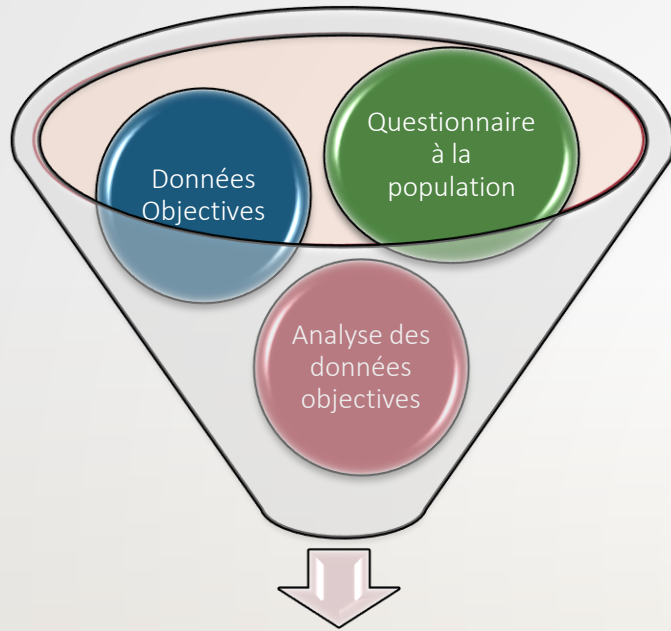 Données
Objectives
Questionnaire
à la
population
Analyse des
données
objectives